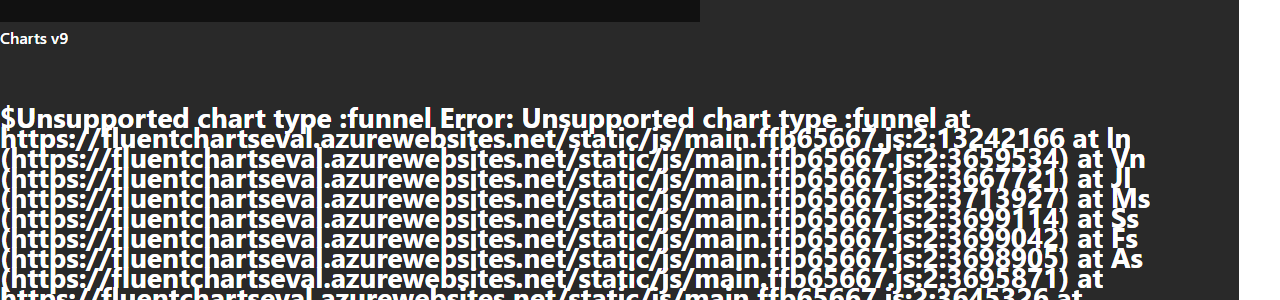 Charts v9
$Unsupported chart type :funnel Error: Unsupported chart type :funnel at
https://fluentchartseval.azurewebsites.net/static/js/main.ffb65667.js:2:13242166 at ln
(https://fluentchartseval.azurewebsites.net/static/js/main.ffb65667.js:2:3659534) at Vn
(https://fluentchartseval.azurewebsites.net/static/js/main.ffb65667.js:2:3667721) at Jl
(https://fluentchartseval.azurewebsites.net/static/js/main.ffb65667.js:2:3713927) at Ms
(https://fluentchartseval.azurewebsites.net/static/js/main.ffb65667.js:2:3699114) at Ss
(https://fluentchartseval.azurewebsites.net/static/js/main.ffb65667.js:2:3699042) at Fs
(https://fluentchartseval.azurewebsites.net/static/js/main.ffb65667.js:2:3698905) at As
(https://fluentchartseval.azurewebsites.net/static/js/main.ffb65667.js:2:3695871) at
https://fluentchartseval.azurewebsites.net/static/js/main.ffb65667.js:2:3645326 at